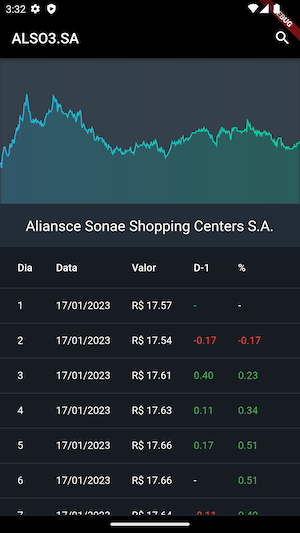 3:32
DEBUG
ALSO3.SA
Aliansce Sonae Shopping Centers S.A.
Dia Data Valor D-1 %
1 17/01/2023 R$ 17.57 - -
2 17/01/2023 R$ 17.54 -0.17 -0.17
3 17/01/2023 R$ 17.61 0.40 0.23
4 17/01/2023 R$ 17.63 0.11 0.34
5 17/01/2023 R$ 17.66 0.17 0.51
6 17/01/2023 R$ 17.66 - 0.51
7 17/01/2023 R$ 17.64 -0.11 0.40